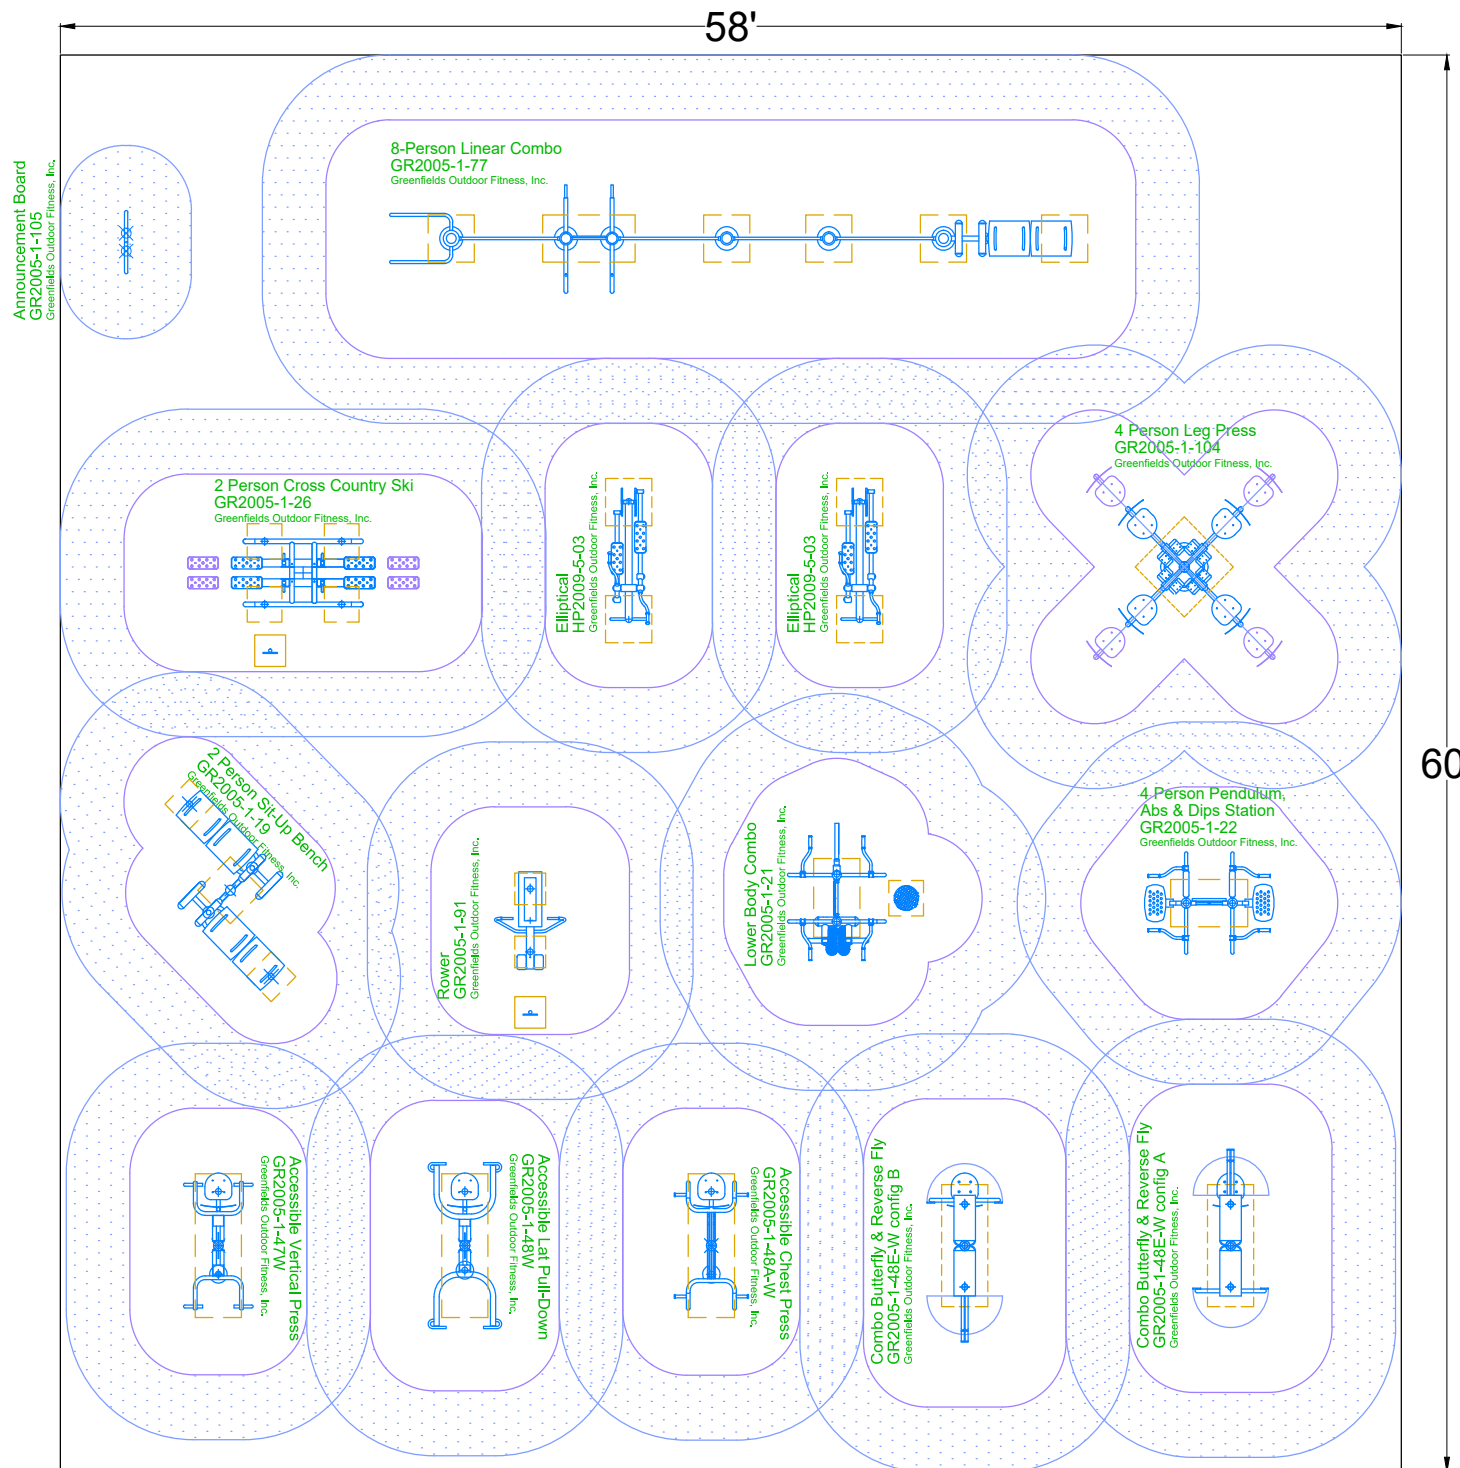 58'
8-Person Linear Combo
GR2005-1-77
Greenfields Outdoor Fitness, Inc.
Announcement Board
GR2005-1-105
Greenfields Outdoor Fitness, Inc.
2 Person Cross Country Ski
GR2005-1-26
Greenfields Outdoor Fitness, Inc.
Elliptical
HP2009-5-03
Greenfields Outdoor Fitness, Inc.
Elliptical
HP2009-5-03
Greenfields Outdoor Fitness, Inc.
4 Person Leg Press
GR2005-1-104
Greenfields Outdoor Fitness, Inc.
60
2 Person Sit-Up Bench
GR2005-1-19
Greenfields Outdoor Fitness, Inc.
Rower
GR2005-1-91
Greenfields Outdoor Fitness, Inc.
Lower Body Combo
GR2005-1-21
Greenfields Outdoor Fitness, Inc.
4 Person Pendulum,
Abs & Dips Station
GR2005-1-22
Greenfields Outdoor Fitness, Inc.
Accessible Vertical Press
GR2005-1-47W
Greenfields Outdoor Fitness, Inc.
Accessible Lat Pull-Down
GR2005-1-48W
Greenfields Outdoor Fitness, Inc.
Accessible Chest Press
GR2005-1-48A-W
Greenfields Outdoor Fitness, Inc.
Combo Butterfly & Reverse Fly
GR2005-1-48E-W config B
Greenfields Outdoor Fitness, Inc.
Combo Butterfly & Reverse Fly
GR2005-1-48E-W config A
Greenfields Outdoor Fitness, Inc.